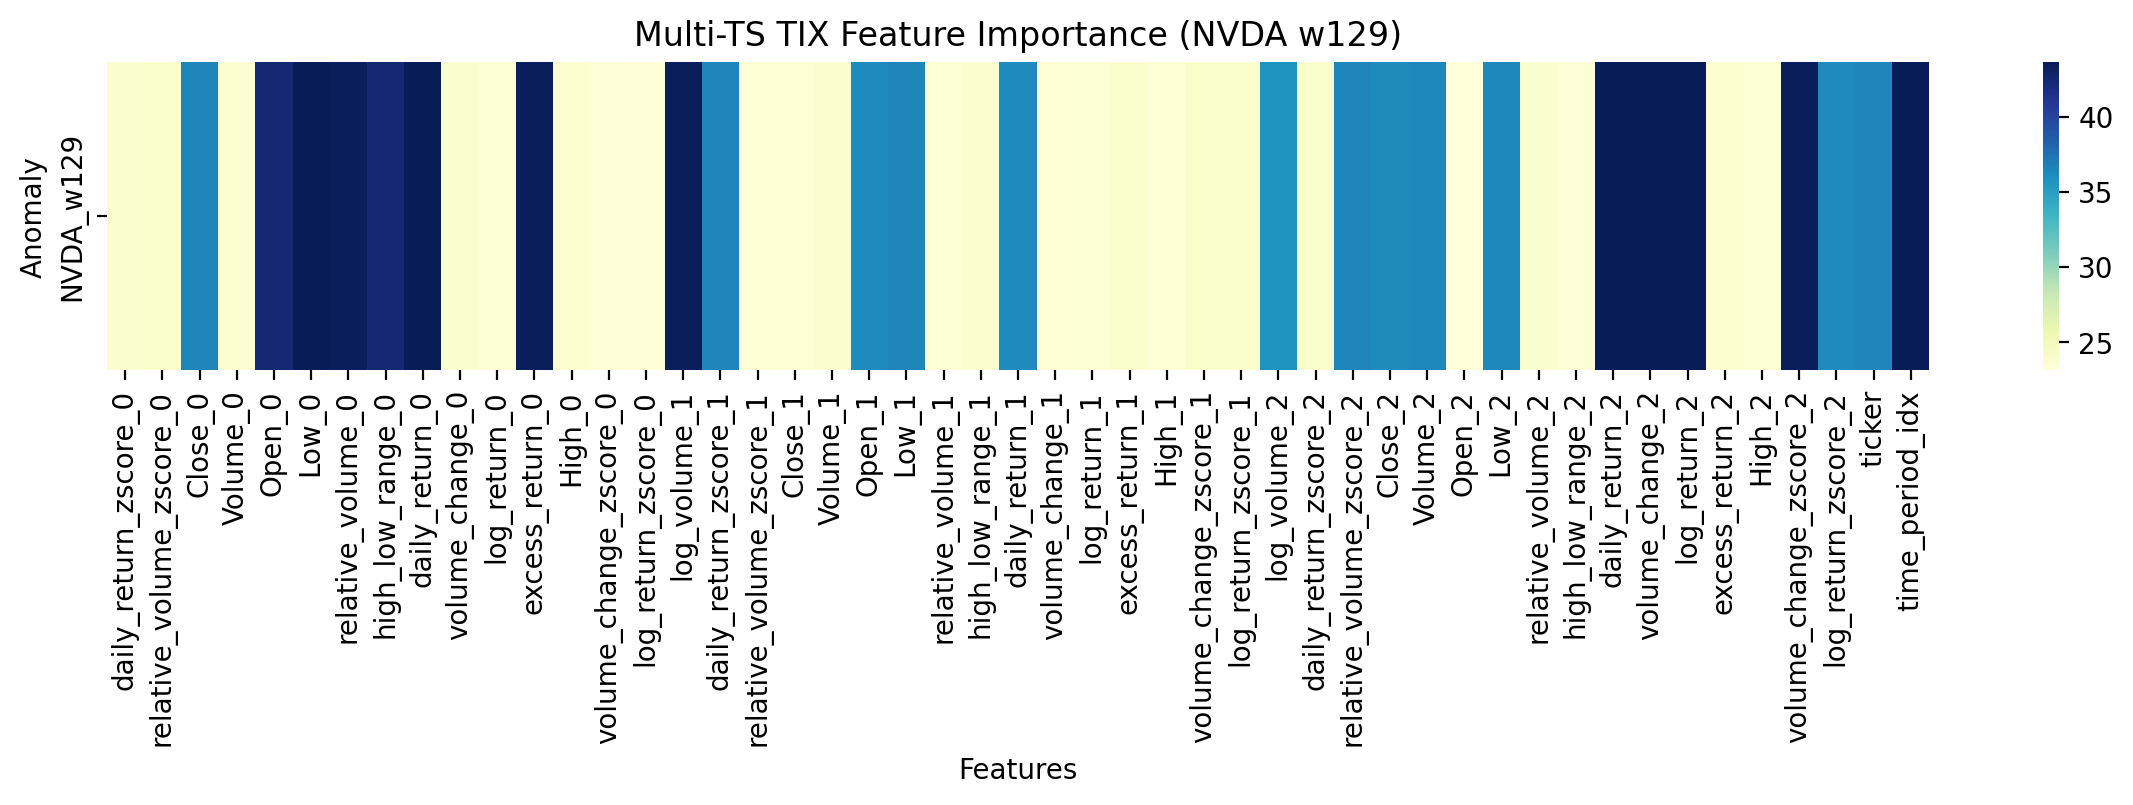 Multi-TS TIX Feature Importance (NVDA w129)
Anomaly
NVDA_w129
40
35
30
25
daily_return_zscore_0
relative_volume_zscore_0
Close_0
Volume_0
Open_0
Low_0
relative_volume_0
high_low_range_0
daily_return_0
volume_change_0
log_return_0
excess_return_0
High_0
volume_change_zscore_0
log_return_zscore_0
log_volume_1
daily_return_zscore_1
relative_volume_zscore_1
Close_1
Volume_1
Open_1
Low_1
relative_volume_1
high_low_range_1
daily_return_1
volume_change_1
log_return_1
excess_return_1
High_1
volume_change_zscore_1
log_return_zscore_1
log_volume_2
daily_return_zscore_2
relative_volume_zscore_2
Close_2
Volume_2
Open_2
Low_2
relative_volume_2
high_low_range_2
daily_return_2
volume_change_2
log_return_2
excess_return_2
High_2
volume_change_zscore_2
log_return_zscore_2
ticker
time_period_idx
Features